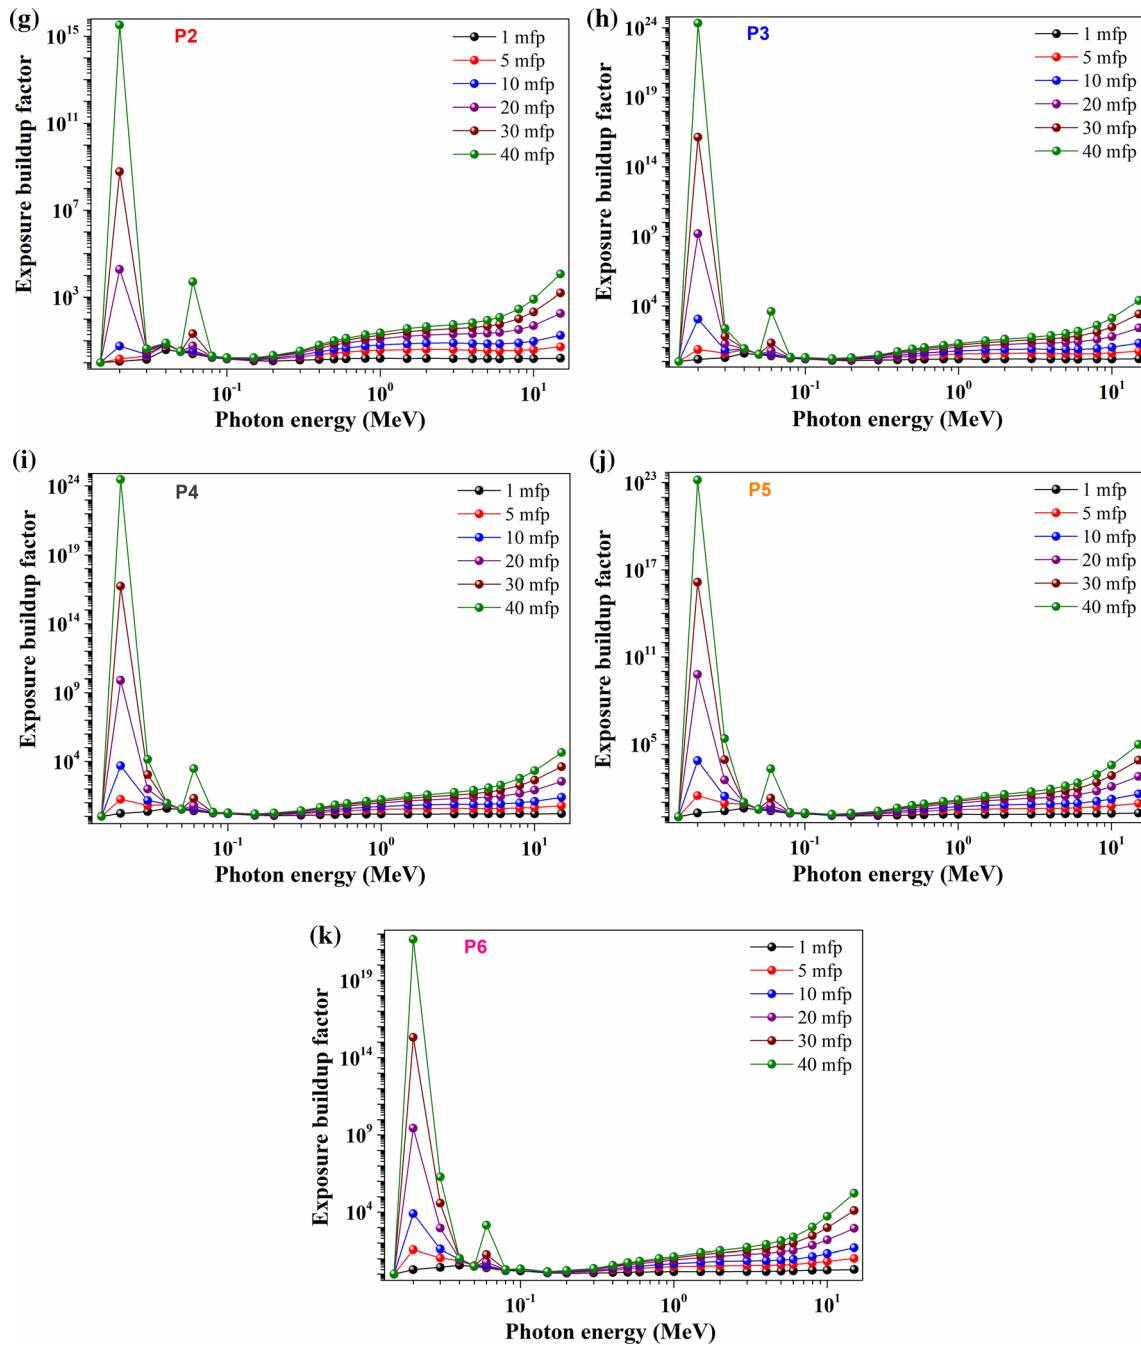 (g)
P2
Exposure buildup factor
10^15
10^11
10^7
10^3
1 mfp
5 mfp
10 mfp
20 mfp
30 mfp
40 mfp
10^-1
10^0
10^1
Photon energy (MeV)
(h)
P3
Exposure buildup factor
10^24
10^19
10^14
10^9
10^4
1 mfp
5 mfp
10 mfp
20 mfp
30 mfp
40 mfp
10^-1
10^0
10^1
Photon energy (MeV)
(i)
P4
Exposure buildup factor
10^24
10^19
10^14
10^9
10^4
1 mfp
5 mfp
10 mfp
20 mfp
30 mfp
40 mfp
10^-1
10^0
10^1
Photon energy (MeV)
(j)
P5
Exposure buildup factor
10^23
10^17
10^11
10^5
1 mfp
5 mfp
10 mfp
20 mfp
30 mfp
40 mfp
10^-1
10^0
10^1
Photon energy (MeV)
(k)
P6
Exposure buildup factor
10^19
10^14
10^9
10^4
1 mfp
5 mfp
10 mfp
20 mfp
30 mfp
40 mfp
10^-1
10^0
10^1
Photon energy (MeV)